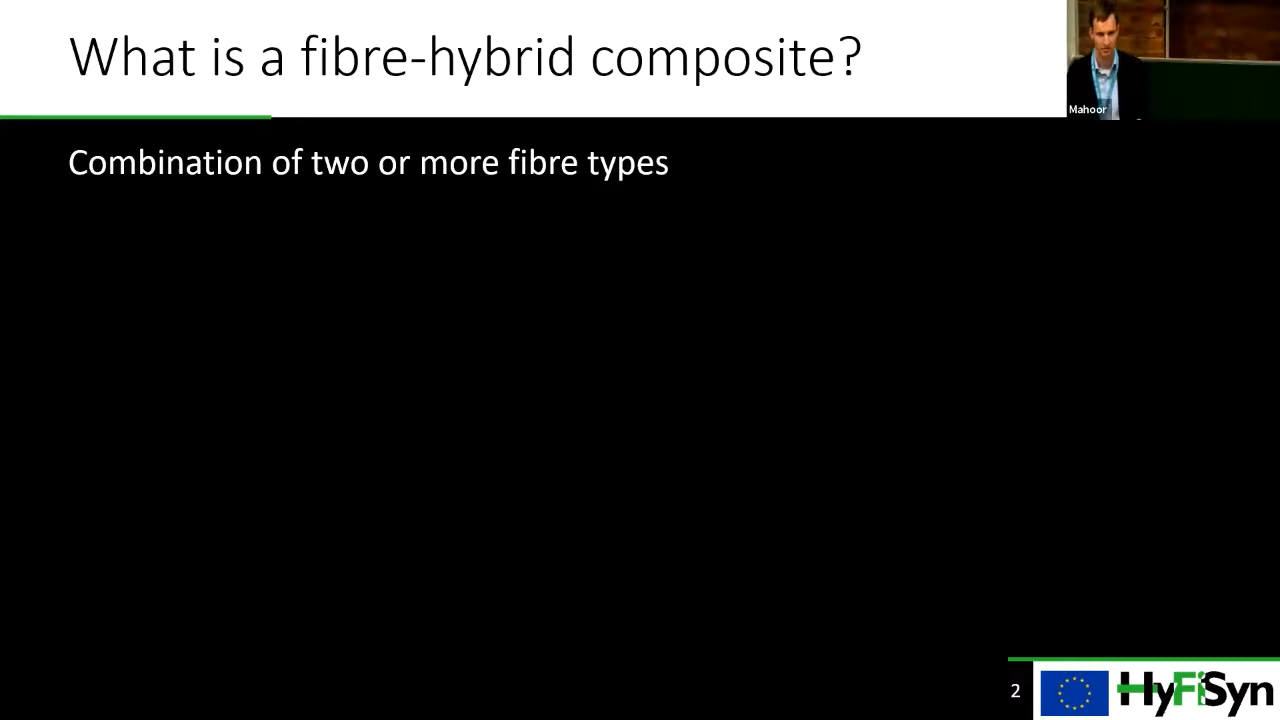 What is a fibre-hybrid composite?
Mahoor
Combination of two or more fibre types
2
HyFiSyn